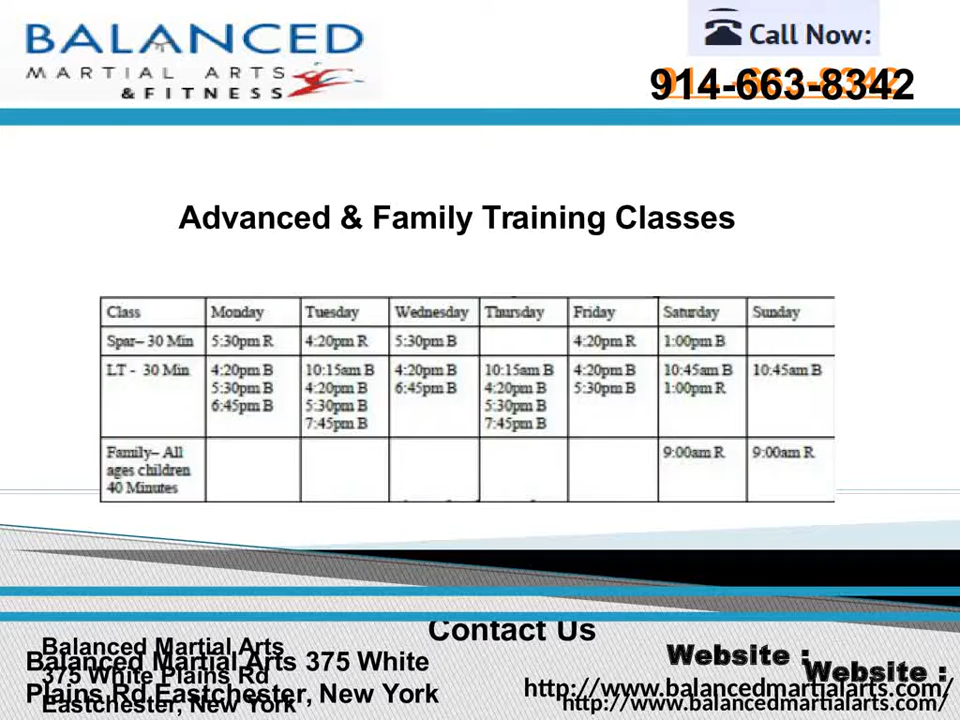 BALANCED
MARTIAL ARTS
& FITNESS
Call Now:
914-663-8342
Advanced & Family Training Classes
Class Monday Tuesday Wednesday Thursday Friday Saturday Sunday
Spar– 30 Min 5:30pm R 4:20pm R 5:30pm B 4:20pm R 1:00pm B
LT - 30 Min 4:20pm B 10:15am B 4:20pm B 10:15am B 4:20pm B 10:45am B 10:45am B
5:30pm B 4:20pm B 6:45pm B 4:20pm B 5:30pm B 1:00pm R
6:45pm B 5:30pm B 5:30pm B
7:45pm B 7:45pm B
Family– All 9:00am R 9:00am R
ages children
40 Minutes
Contact Us
Balanced Martial Arts
375 White Plains Rd
Eastchester, New York
Balanced Martial Arts 375 White
Plains Rd Eastchester, New York
Website :
http://www.balancedmartialarts.com/
Website :
http://www.balancedmartialarts.com/